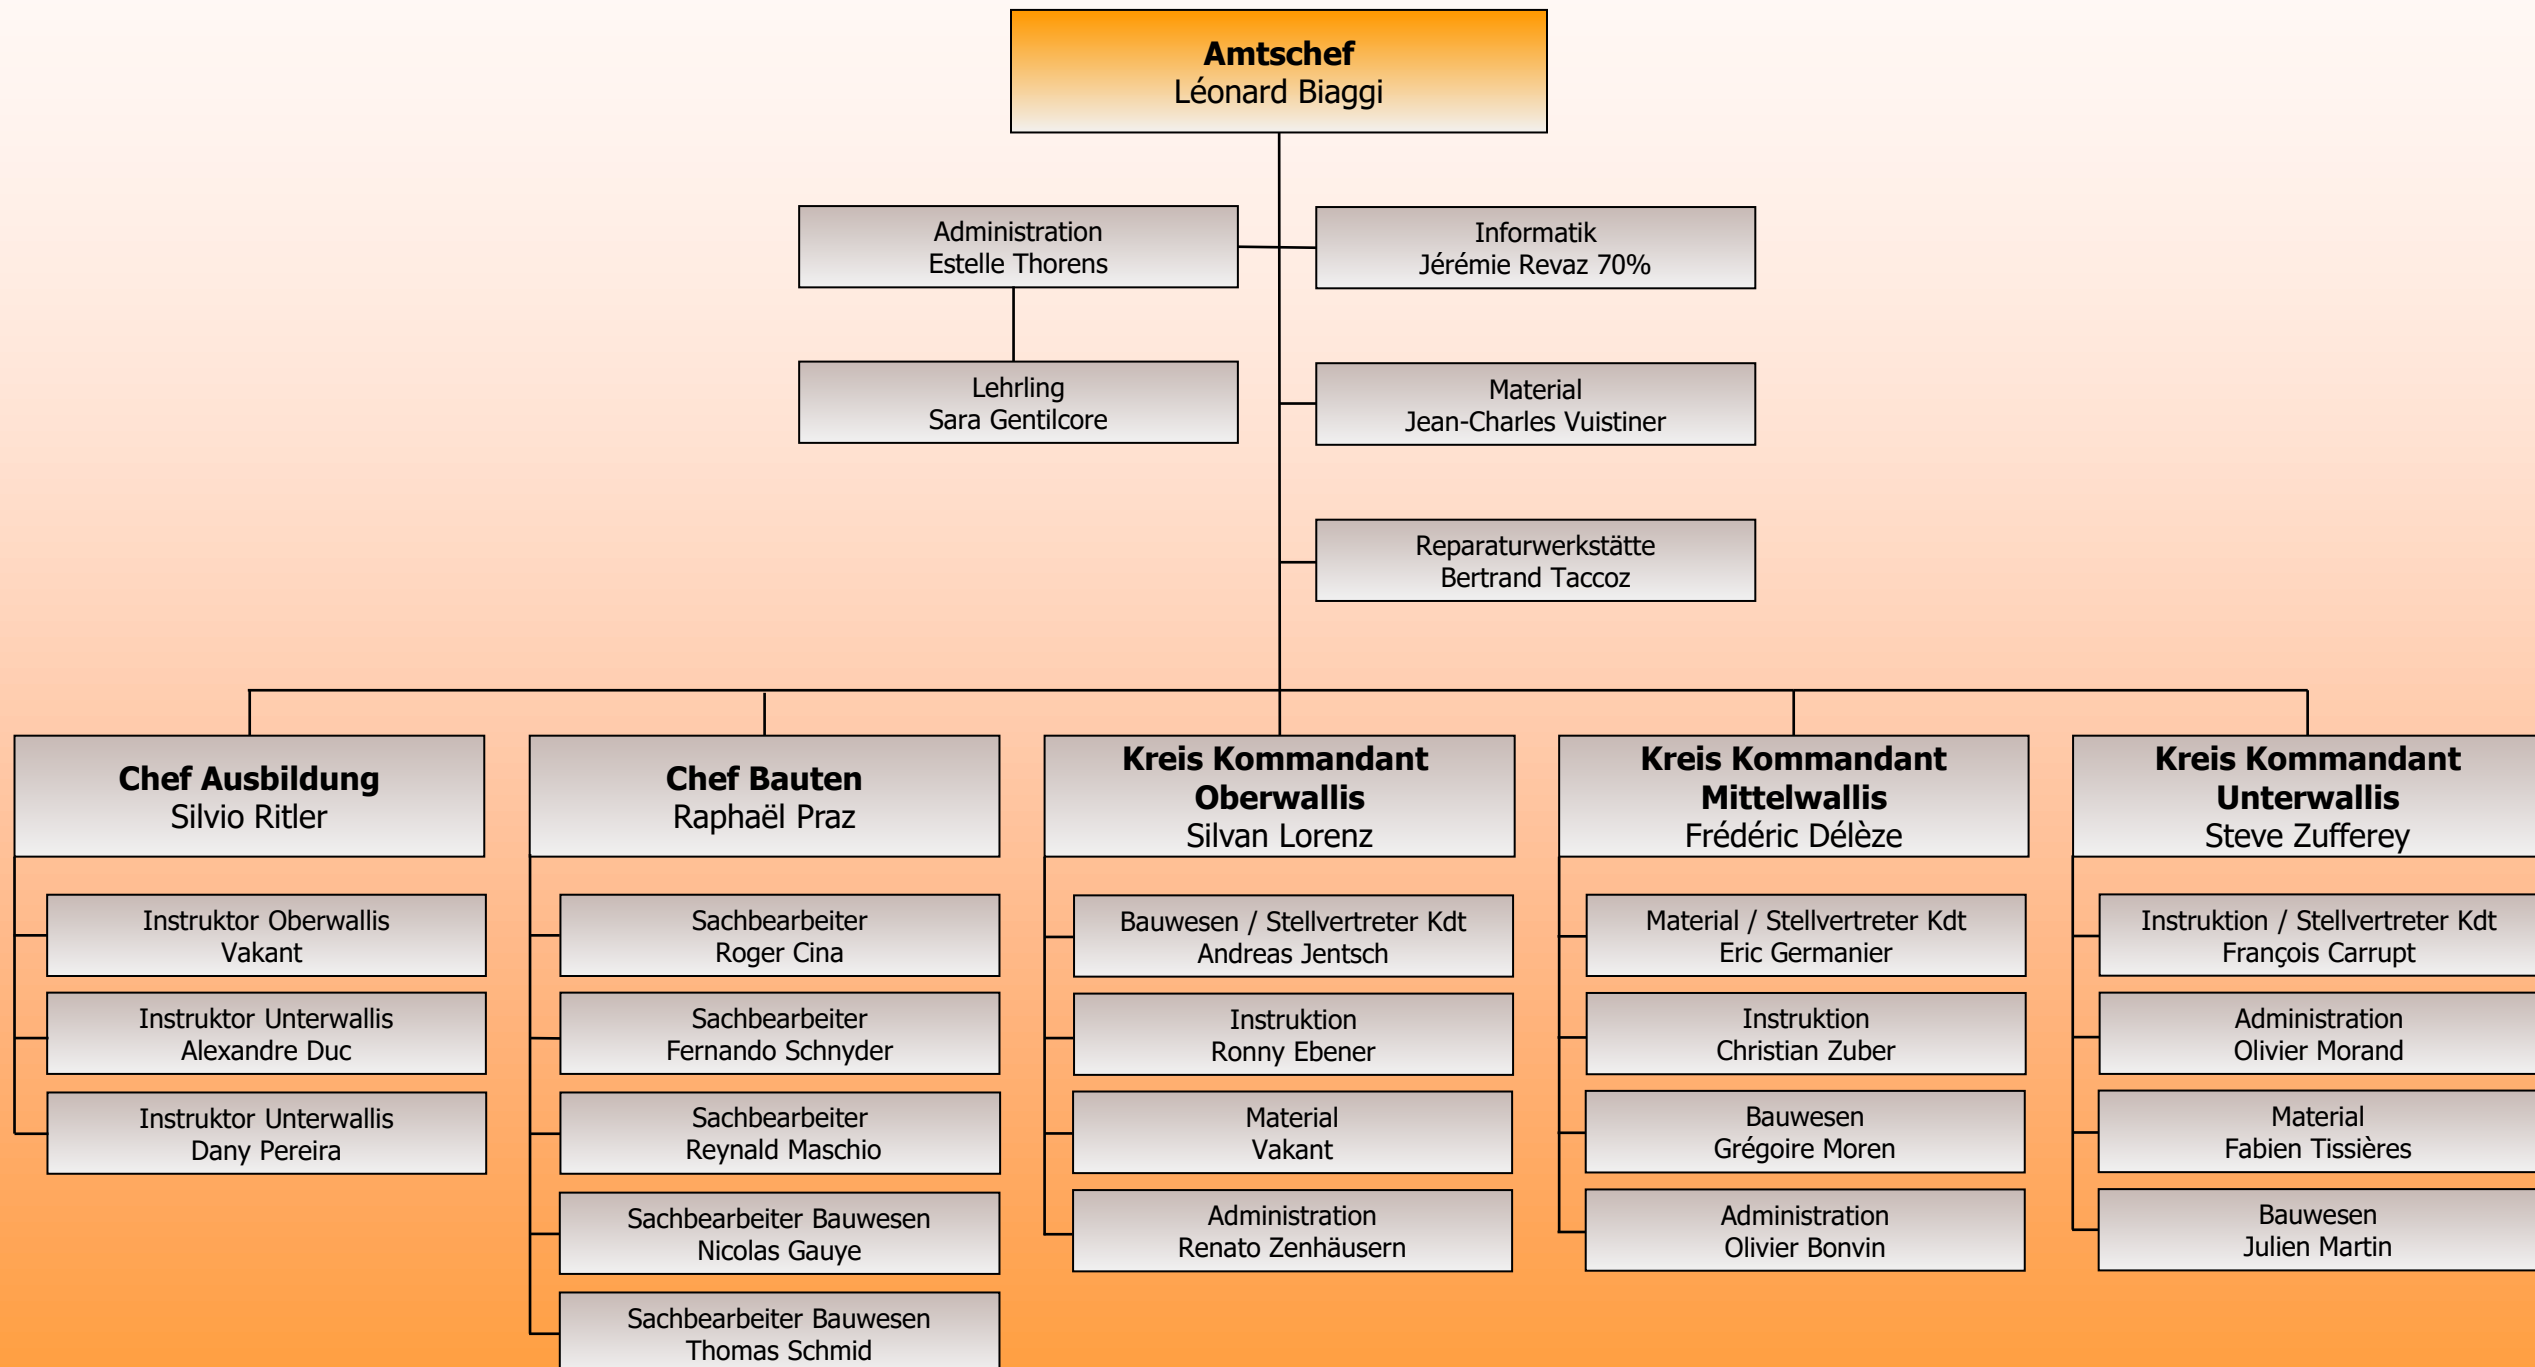 Amtschef
Léonard Biaggi
Administration
Estelle Thorens
Informatik
Jérémie Revaz 70%
Lehrling
Sara Gentilcore
Material
Jean-Charles Vuistiner
Reparaturwerkstätte
Bertrand Taccoz
Chef Ausbildung
Silvio Ritler
Instruktor Oberwallis
Vakant
Instruktor Unterwallis
Alexandre Duc
Instruktor Unterwallis
Dany Pereira
Chef Bauten
Raphaël Praz
Sachbearbeiter
Roger Cina
Sachbearbeiter
Fernando Schnyder
Sachbearbeiter
Reynald Maschio
Sachbearbeiter Bauwesen
Nicolas Gauye
Sachbearbeiter Bauwesen
Thomas Schmid
Kreis Kommandant
Oberwallis
Silvan Lorenz
Bauwesen / Stellvertreter Kdt
Andreas Jentsch
Instruktion
Ronny Ebener
Material
Vakant
Administration
Renato Zenhäusern
Kreis Kommandant
Mittelwallis
Frédéric Délèze
Material / Stellvertreter Kdt
Eric Germanier
Instruktion
Christian Zuber
Bauwesen
Grégoire Moren
Administration
Olivier Bonvin
Kreis Kommandant
Unterwallis
Steve Zufferey
Instruktion / Stellvertreter Kdt
François Carrupt
Administration
Olivier Morand
Material
Fabien Tissières
Bauwesen
Julien Martin